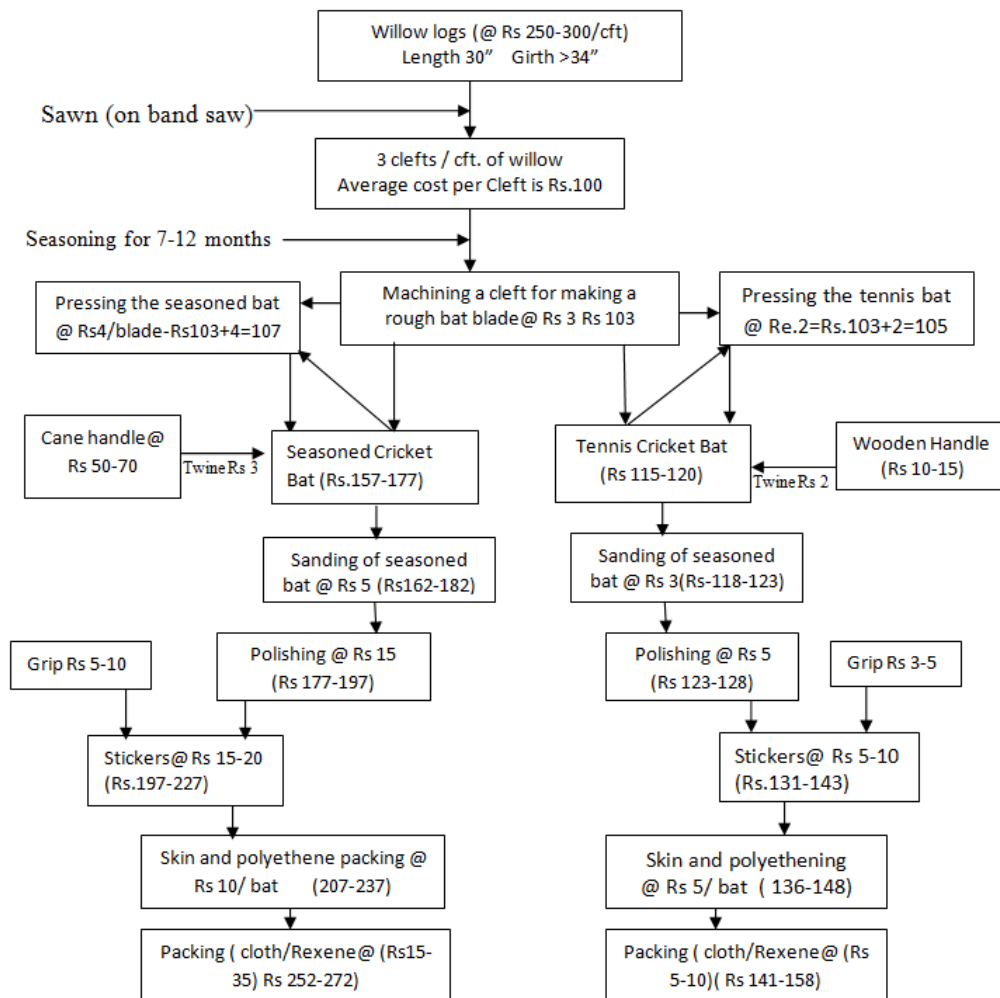 Willow logs (@ Rs 250-300/cft)
Length 30” Girth >34”
Sawn (on band saw)
3 clefts / cft. of willow
Average cost per Cleft is Rs.100
Seasoning for 7-12 months
Pressing the seasoned bat
@ Rs4/blade-Rs103+4=107
Machining a cleft for making a
rough bat blade@ Rs 3 Rs 103
Pressing the tennis bat
@ Re.2=Rs.103+2=105
Cane handle@
Rs 50-70
Twine Rs 3
Seasoned Cricket
Bat (Rs.157-177)
Tennis Cricket Bat
(Rs 115-120)
Twine Rs 2
Wooden Handle
(Rs 10-15)
Sanding of seasoned
bat @ Rs 5 (Rs162-182)
Sanding of seasoned
bat @ Rs 3(Rs-118-123)
Grip Rs 5-10
Polishing @ Rs 15
(Rs 177-197)
Polishing @ Rs 5
(Rs 123-128)
Grip Rs 3-5
Stickers@ Rs 15-20
(Rs.197-227)
Stickers@ Rs 5-10
(Rs.131-143)
Skin and polyethene packing @
Rs 10/ bat (207-237)
Skin and polyethening
@ Rs 5/ bat ( 136-148)
Packing ( cloth/Rexene@ (Rs15-
35) Rs 252-272)
Packing ( cloth/Rexene@ (Rs
5-10)( Rs 141-158)